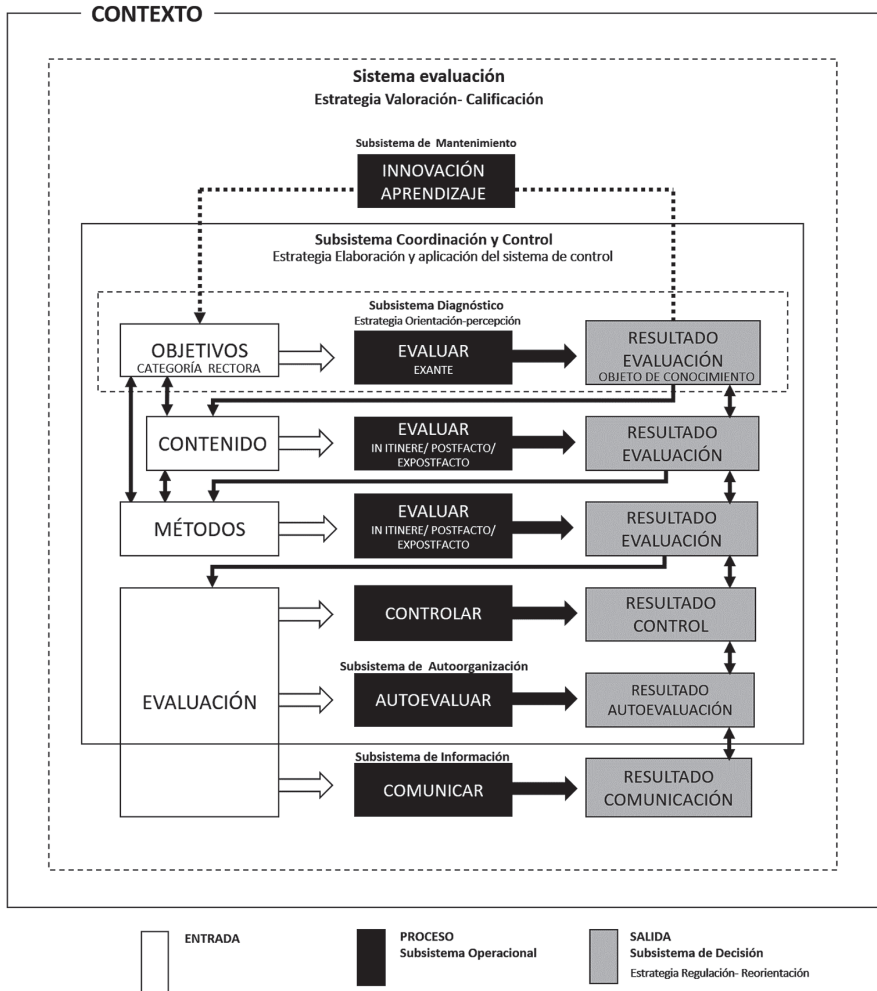 CONTEXTO
Sistema evaluación
Estrategia Valoración- Calificación
Subsistema de Mantenimiento
INNOVACIÓN
APRENDIZAJE
Subsistema Coordinación y Control
Estrategia Elaboración y aplicación del sistema de control
Subsistema Diagnóstico
Estrategia Orientación-percepción
OBJETIVOS
CATEGORÍA RECTORA
EVALUAR
EXANTE
RESULTADO
EVALUACIÓN
OBJETO DE CONOCIMIENTO
CONTENIDO
EVALUAR
IN ITINERE/ POSTFACTO/
EXPOSTFACTO
RESULTADO
EVALUACIÓN
MÉTODOS
EVALUAR
IN ITINERE/ POSTFACTO/
EXPOSTFACTO
RESULTADO
EVALUACIÓN
EVALUACIÓN
CONTROLAR
RESULTADO
CONTROL
Subsistema de Autoorganización
AUTOEVALUAR
RESULTADO
AUTOEVALUACIÓN
Subsistema de Información
COMUNICAR
RESULTADO
COMUNICACIÓN
ENTRADA
PROCESO
Subsistema Operacional
SALIDA
Subsistema de Decisión
Estrategia Regulación- Reorientación